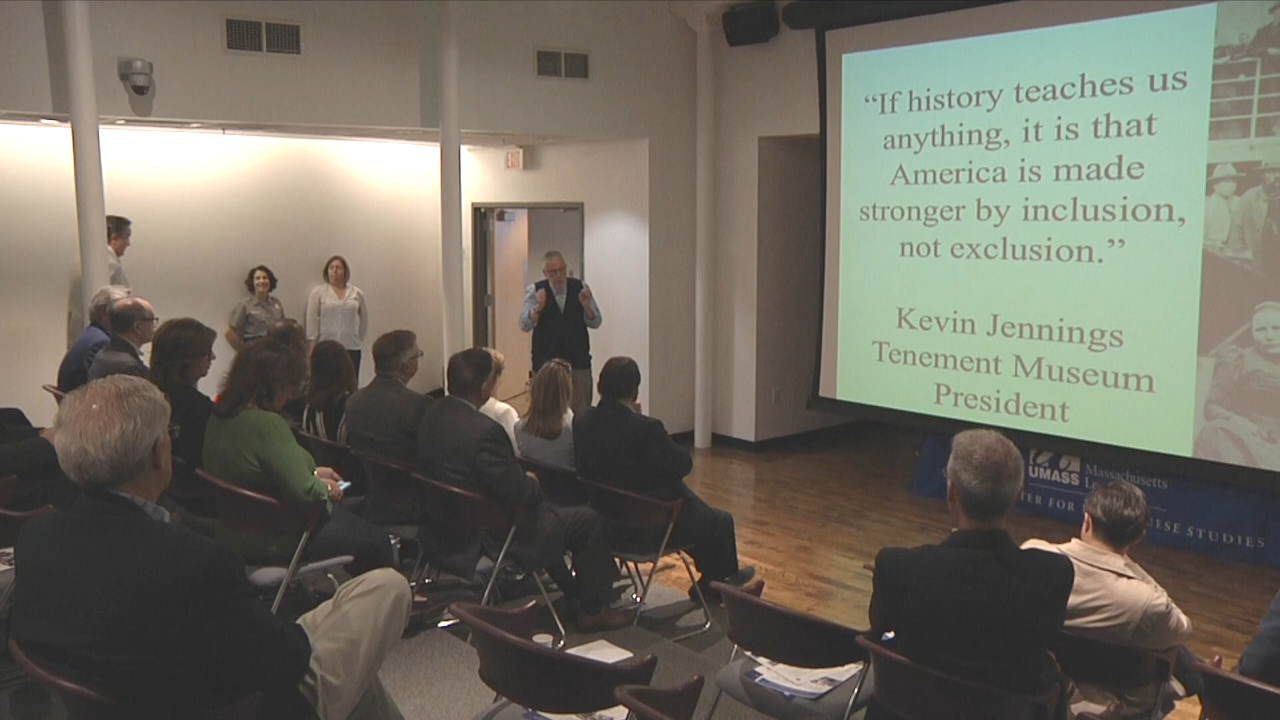 “If history teaches us
anything, it is that
America is made
stronger by inclusion,
not exclusion.”
Kevin Jennings
Tenement Museum
President
EXIT
UMASS
Massachusetts
STUDIES